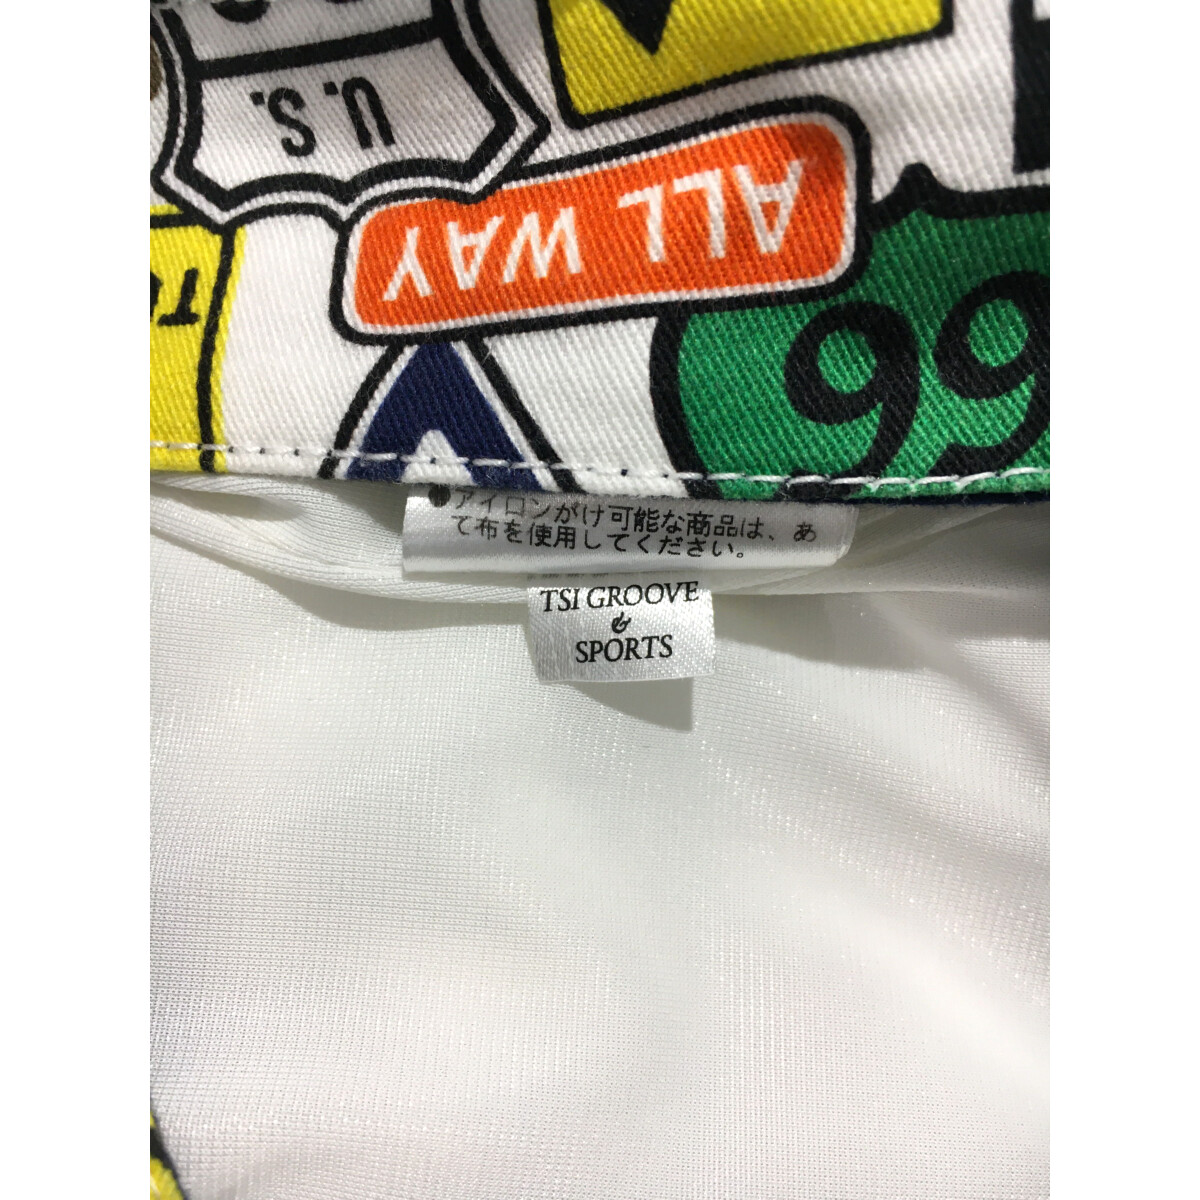 U.S.
ALL WAY
66
●アイロンがけ可能な商品は、あ
て布を使用してください。
TSI GROOVE
&
SPORTS